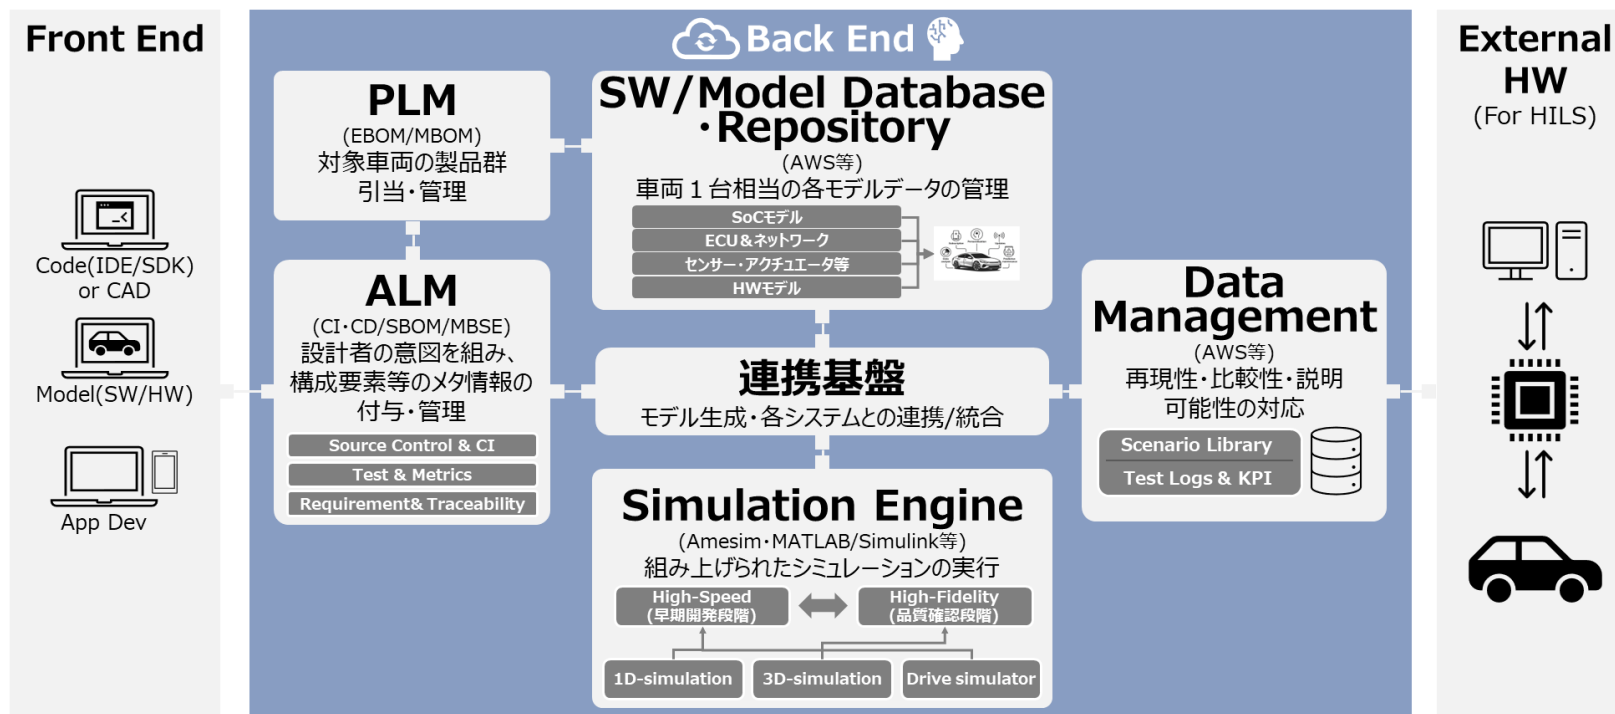 Front End
Code(IDE/SDK)
or CAD
Model(SW/HW)
App Dev
Back End
PLM
(EBOM/MBOM)
対象車両の製品群
引当・管理
ALM
(CI・CD/SBOM/MBSE)
設計者の意図を組み、
構成要素等のメタ情報の
付与・管理
Source Control & CI
Test & Metrics
Requirement& Traceability
SW/Model Database
・Repository
(AWS等)
車両１台相当の各モデルデータの管理
SoCモデル
ECU&ネットワーク
センサー・アクチュエータ等
HWモデル
連携基盤
モデル生成・各システムとの連携/統合
Simulation Engine
(Amesim・MATLAB/Simulink等)
組み上げられたシミュレーションの実行
High-Speed
(早期開発段階)
High-Fidelity
(品質確認段階)
1D-simulation
3D-simulation
Drive simulator
Data
Management
(AWS等)
再現性・比較性・説明
可能性の対応
Scenario Library
Test Logs & KPI
External
HW
(For HILS)